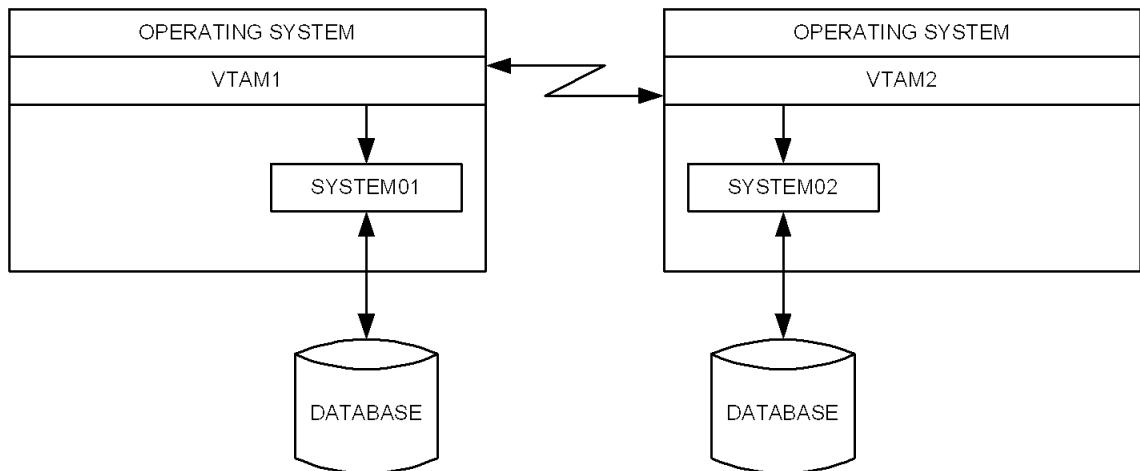 OPERATING SYSTEM
VTAM1
SYSTEM01
DATABASE
OPERATING SYSTEM
VTAM2
SYSTEM02
DATABASE